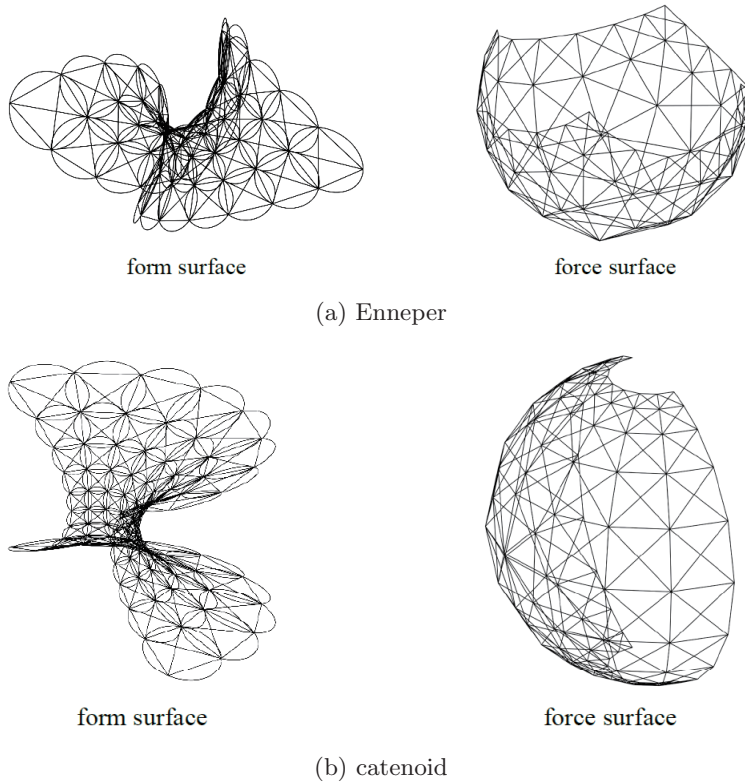 form surface
force surface
(a) Enneper
form surface
force surface
(b) catenoid